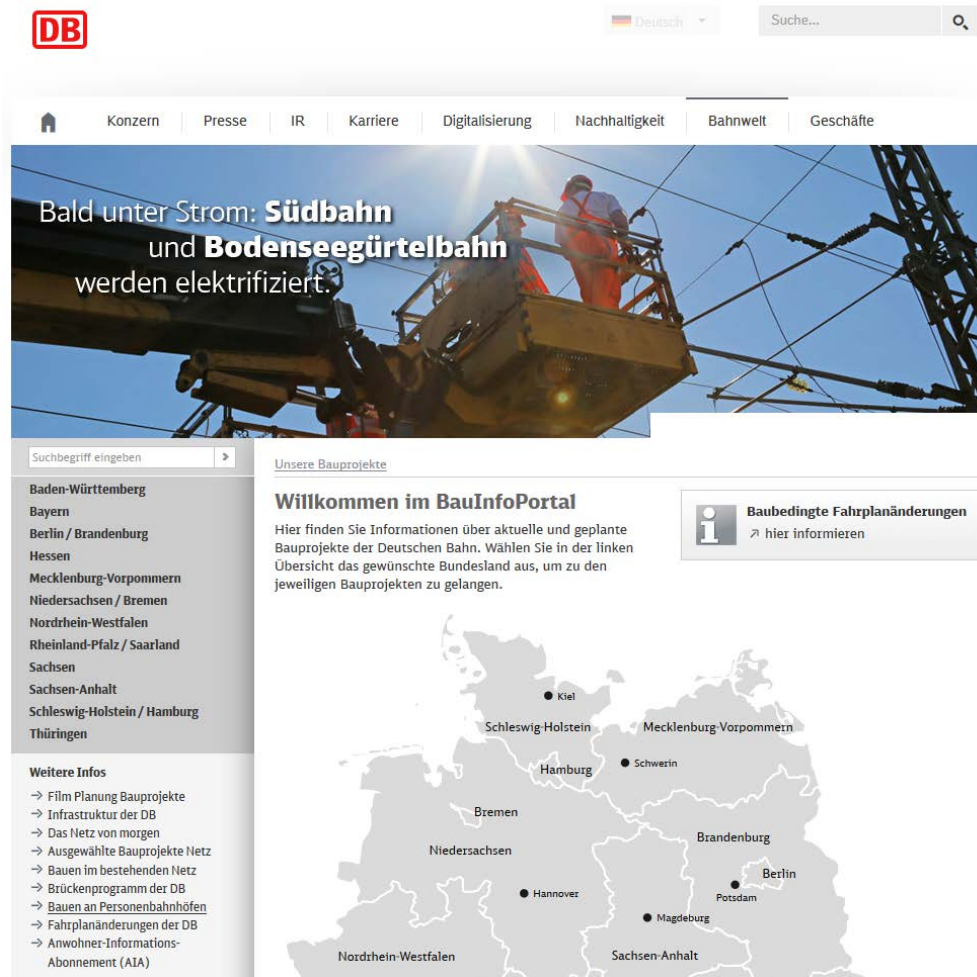 DB
Deutsch
Suche...
Konzern
Presse
IR
Karriere
Digitalisierung
Nachhaltigkeit
Bahnwelt
Geschäfte
Bald unter Strom: Südbahn
und Bodenseegürtelbahn
werden elektrifiziert.
Suchbegriff eingeben
Baden-Württemberg
Bayern
Berlin / Brandenburg
Hessen
Mecklenburg-Vorpommern
Niedersachsen / Bremen
Nordrhein-Westfalen
Rheinland-Pfalz / Saarland
Sachsen
Sachsen-Anhalt
Schleswig-Holstein / Hamburg
Thüringen
Weitere Infos
→ Film Planung Bauprojekte
→ Infrastruktur der DB
→ Das Netz von morgen
→ Ausgewählte Bauprojekte Netz
→ Bauen im bestehenden Netz
→ Brückenprogramm der DB
→ Bauen an Personenbahnhöfen
→ Fahrplanänderungen der DB
→ Anwohner-Informations-
Abonnement (AIA)
Unsere Bauprojekte
Willkommen im BauInfoPortal
Hier finden Sie Informationen über aktuelle und geplante
Bauprojekte der Deutschen Bahn. Wählen Sie in der linken
Übersicht das gewünschte Bundesland aus, um zu den
jeweiligen Bauprojekten zu gelangen.
Baubedingte Fahrplanänderungen
hier informieren
Kiel
Schleswig-Holstein
Mecklenburg-Vorpommern
Schwerin
Hamburg
Bremen
Brandenburg
Niedersachsen
Berlin
Hannover
Potsdam
Magdeburg
Nordrhein-Westfalen
Sachsen-Anhalt